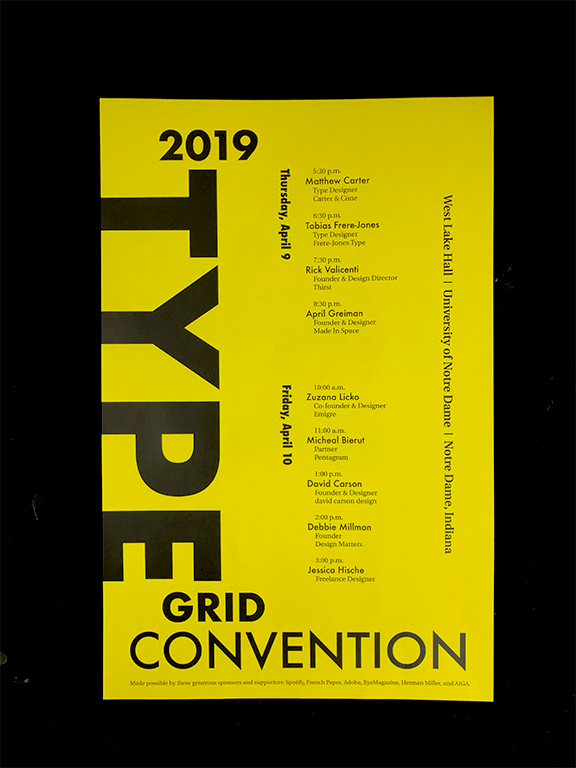 2019
TYPE
GRID
CONVENTION
Thursday, April 9
5:30 p.m.
Matthew Carter
Type Designer
Carter & Cone
6:30 p.m.
Tobias Frere-Jones
Type Designer
Frere-Jones Type
7:30 p.m.
Rick Valicenti
Founder & Design Director
Thirst
8:30 p.m.
April Greiman
Founder & Designer
Made In Space
Friday, April 10
10:00 a.m.
Zuzana Licko
Co-founder & Designer
Emigre
11:00 a.m.
Micheal Bierut
Partner
Pentagram
1:00 p.m.
David Carson
Founder & Designer
david carson design
2:00 p.m.
Debbie Millman
Founder
Design Matters
3:00 p.m.
Jessica Hische
Freelance Designer
West Lake Hall | University of Notre Dame | Notre Dame, Indiana
Made possible by these generous sponsors and supporters: Spotify, French Paper, Adobe, EyeMagazine, Herman Miller, and AIGA.